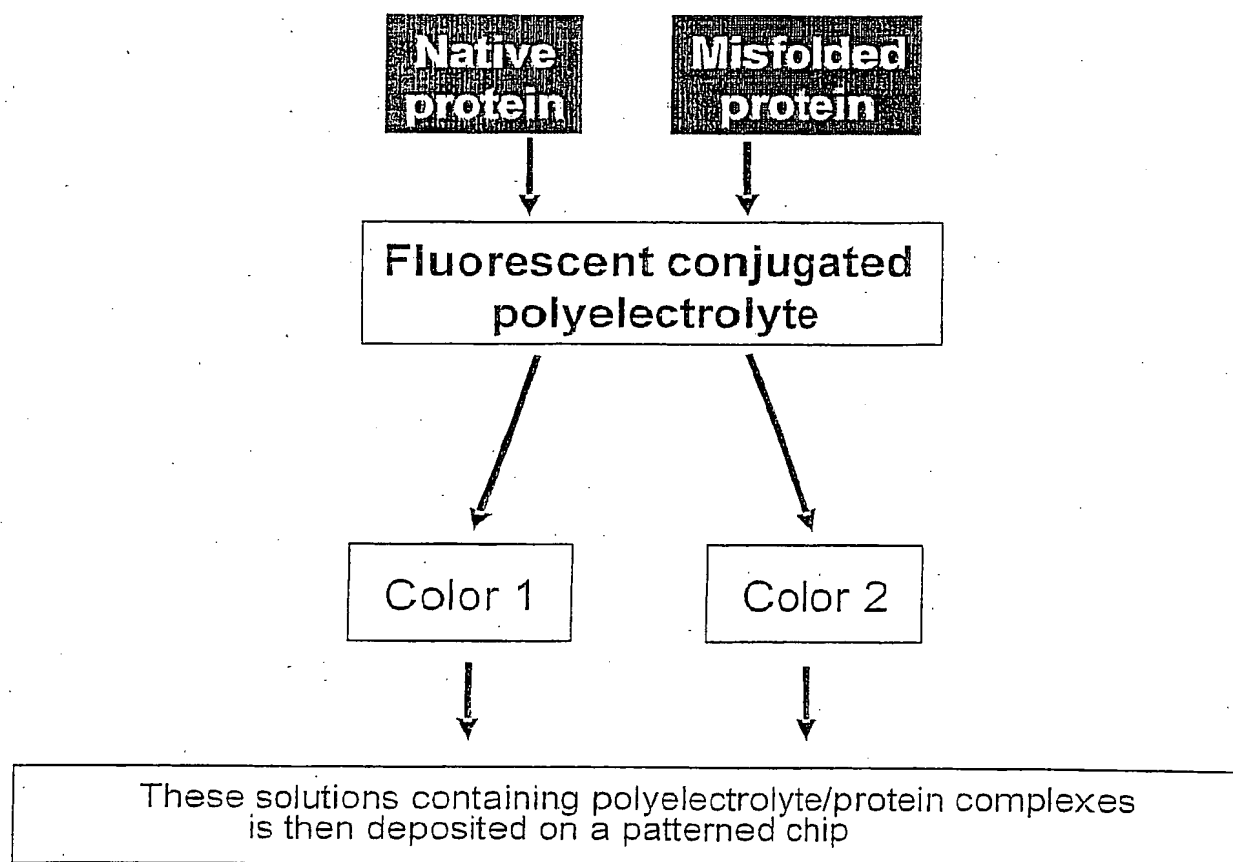 Native
protein
Misfolded
protein
Fluorescent conjugated
polyelectrolyte
Color 1
Color 2
These solutions containing polyelectrolyte/protein complexes
is then deposited on a patterned chip